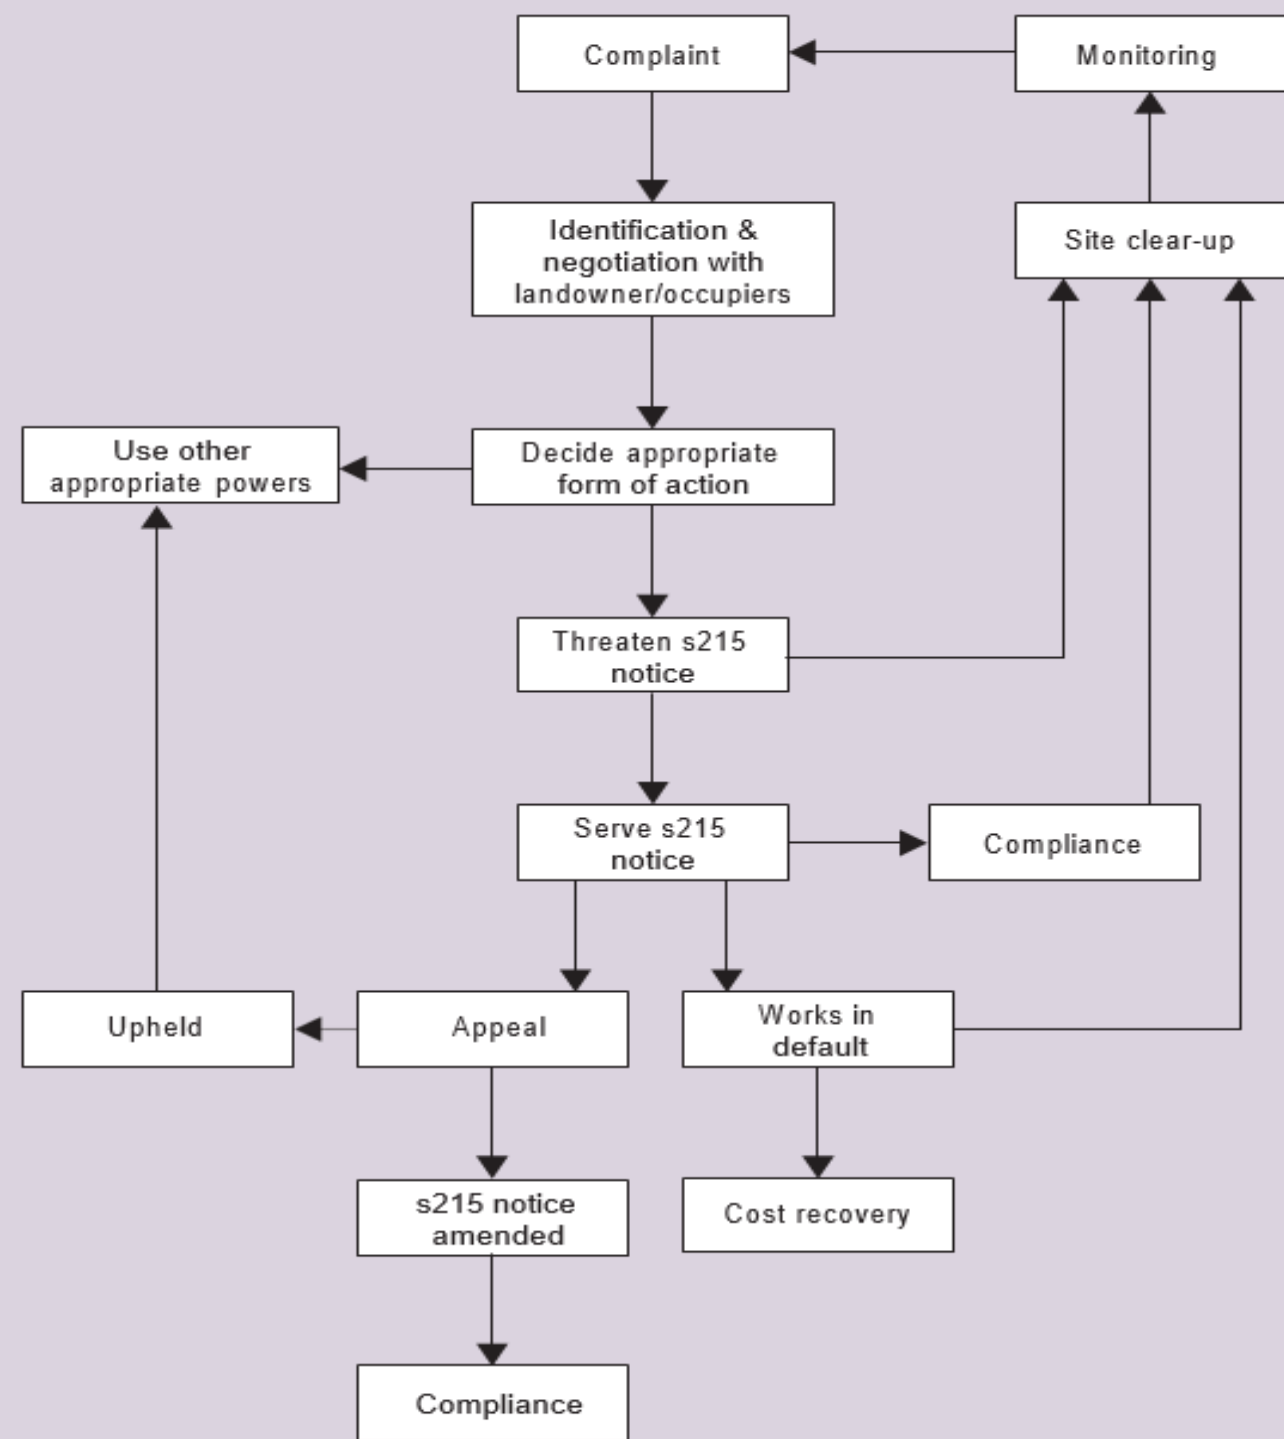 Complaint
Monitoring
Identification &
negotiation with
landowner/occupiers
Site clear-up
Use other
appropriate powers
Decide appropriate
form of action
Threaten s215
notice
Serve s215
notice
Compliance
Upheld
Appeal
Works in
default
s215 notice
amended
Cost recovery
Compliance